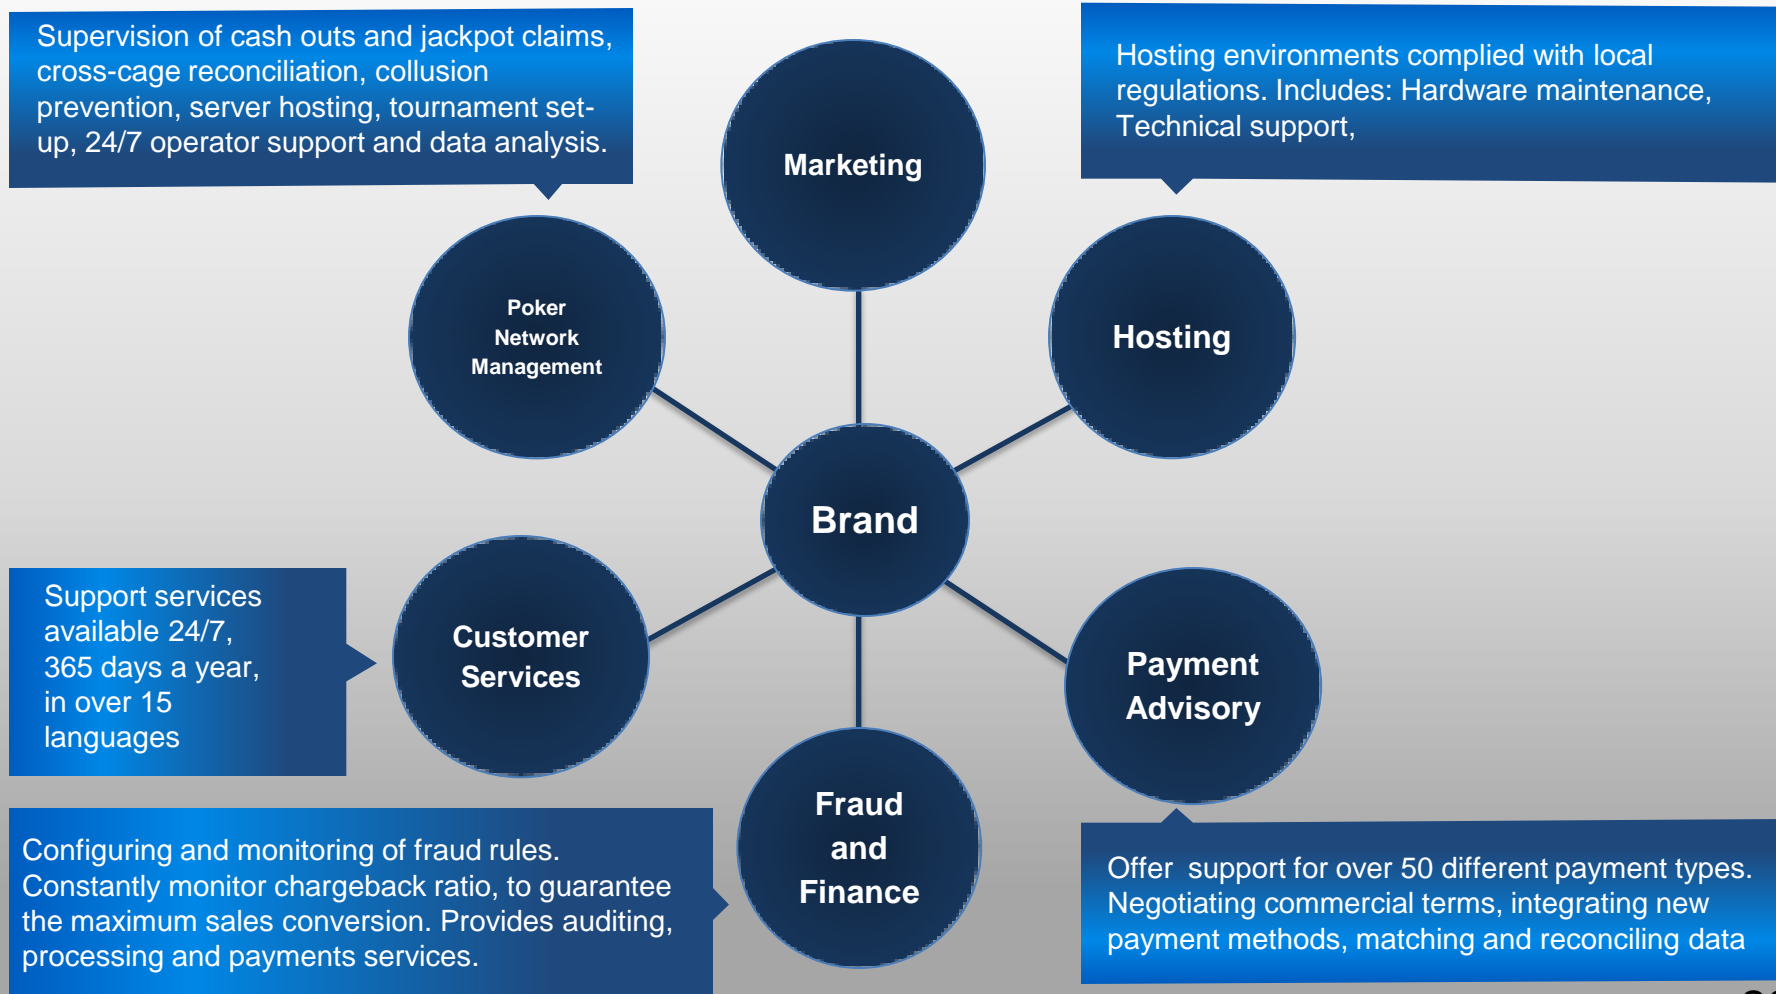 Supervision of cash outs and jackpot claims,
cross-cage reconciliation, collusion
prevention, server hosting, tournament set-
up, 24/7 operator support and data analysis.
Marketing
Hosting environments complied with local
regulations. Includes: Hardware maintenance,
Technical support,
Poker
Network
Management
Hosting
Brand
Support services
available 24/7,
365 days a year,
in over 15
languages
Customer
Services
Payment
Advisory
Fraud
and
Finance
Configuring and monitoring of fraud rules.
Constantly monitor chargeback ratio, to guarantee
the maximum sales conversion. Provides auditing,
processing and payments services.
Offer  support for over 50 different payment types.
Negotiating commercial terms, integrating new
payment methods, matching and reconciling data